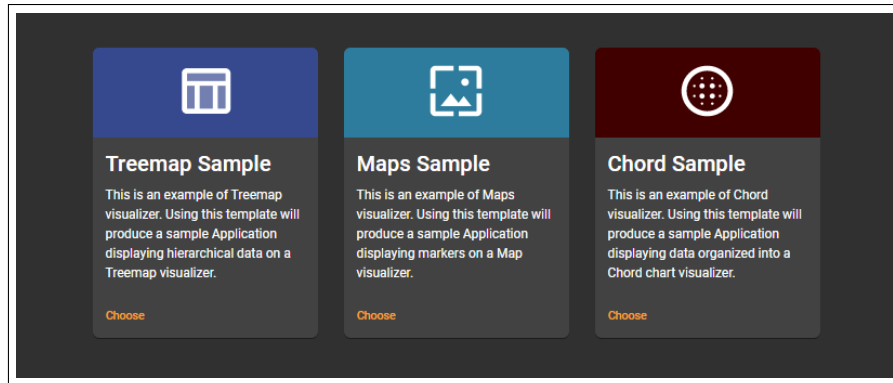 Treemap Sample
This is an example of Treemap
visualizer. Using this template will
produce a sample Application
displaying hierarchical data on a
Treemap visualizer.
Choose
Maps Sample
This is an example of Maps
visualizer. Using this template will
produce a sample Application
displaying markers on a Map
visualizer.
Choose
Chord Sample
This is an example of Chord
visualizer. Using this template will
produce a sample Application
displaying data organized into a
Chord chart visualizer.
Choose